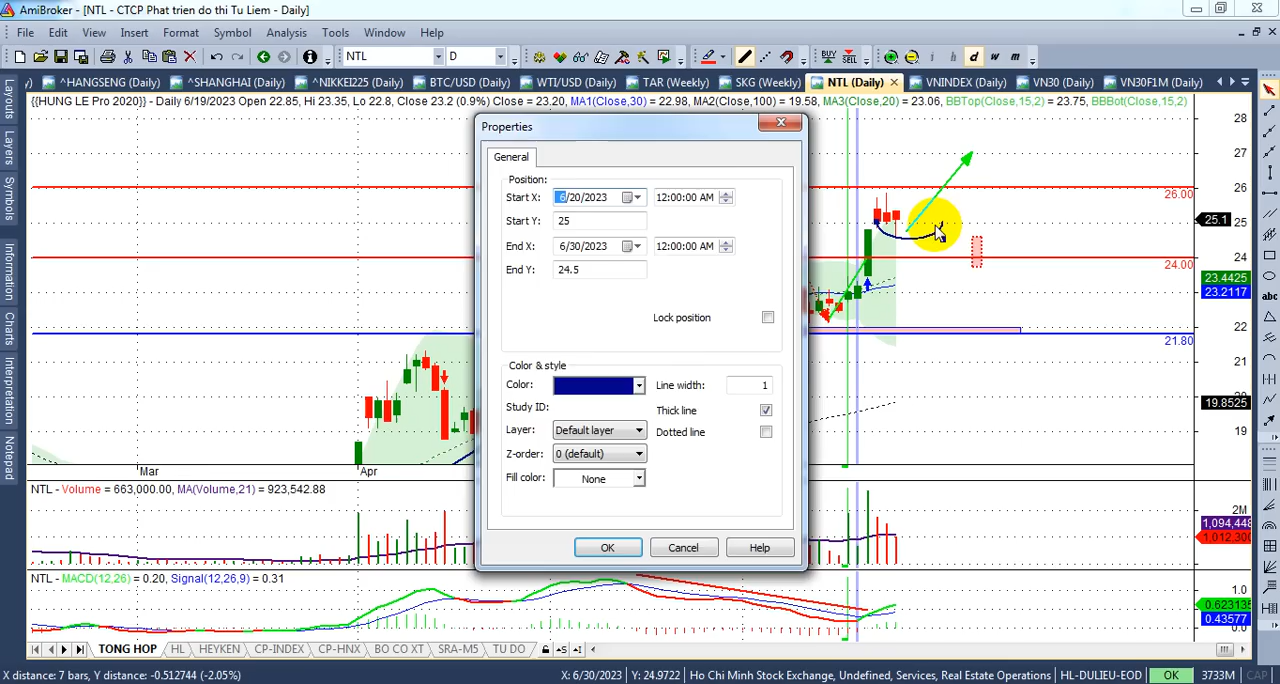 AmiBroker - [NTL - CTCP Phat trien do thi Tu Liem - Daily]
File Edit View Insert Format Symbol Analysis Tools Window Help
NTL D BUY SELL i h d w m
^HANGSENG (Daily) ^SHANGHAI (Daily) ^NIKKEI225 (Daily) BTC/USD (Daily) WTI/USD (Daily) TAR (Weekly) SKG (Weekly) NTL (Daily) VNINDEX (Daily) VN30 (Daily) VN30F1M (Daily)
{{HUNG LE Pro 2020}} - Daily 6/19/2023 Open 22.85, Hi 23.35, Lo 22.8, Close 23.2 (0.9%) Close = 23.20, MA1(Close,30) = 22.98, MA2(Close,100) = 19.58, MA3(Close,20) = 23.06, BBTop(Close,15,2) = 23.75, BBBot(Close,15,2)
Layouts
Layers
Symbols
Information
Charts
Interpretation
Notepad
Properties
General
Position:
Start X: 6/20/2023 12:00:00 AM
Start Y: 25
End X: 6/30/2023 12:00:00 AM
End Y: 24.5
Lock position
Color & style
Color: Line width: 1
Study ID: Thick line
Layer: Default layer Dotted line
Z-order: 0 (default)
Fill color: None
OK Cancel Help
28
27
26
26.00
25.1
25
24
24.00
23.4425
23.2117
22
21.80
21
20
19.8525
19
abc
Mar Apr
NTL - Volume = 663,000.00, MA(Volume,21) = 923,542.88
2M
1,094,448
1,012,300
NTL - MACD(12,26) = 0.20, Signal(12,26,9) = 0.31
1.0
0.623135
0.43577
0.0
TONG HOP HL HEYKEN CP-INDEX CP-HNX BO CO XT SRA-M5 TU DO
X distance: 7 bars, Y distance: -0.512744 (-2.05%) X: 6/30/2023, Y: 24.9722 Ho Chi Minh Stock Exchange, Undefined, Services, Real Estate Operations HL-DULIEU-EOD OK 3733M CAP